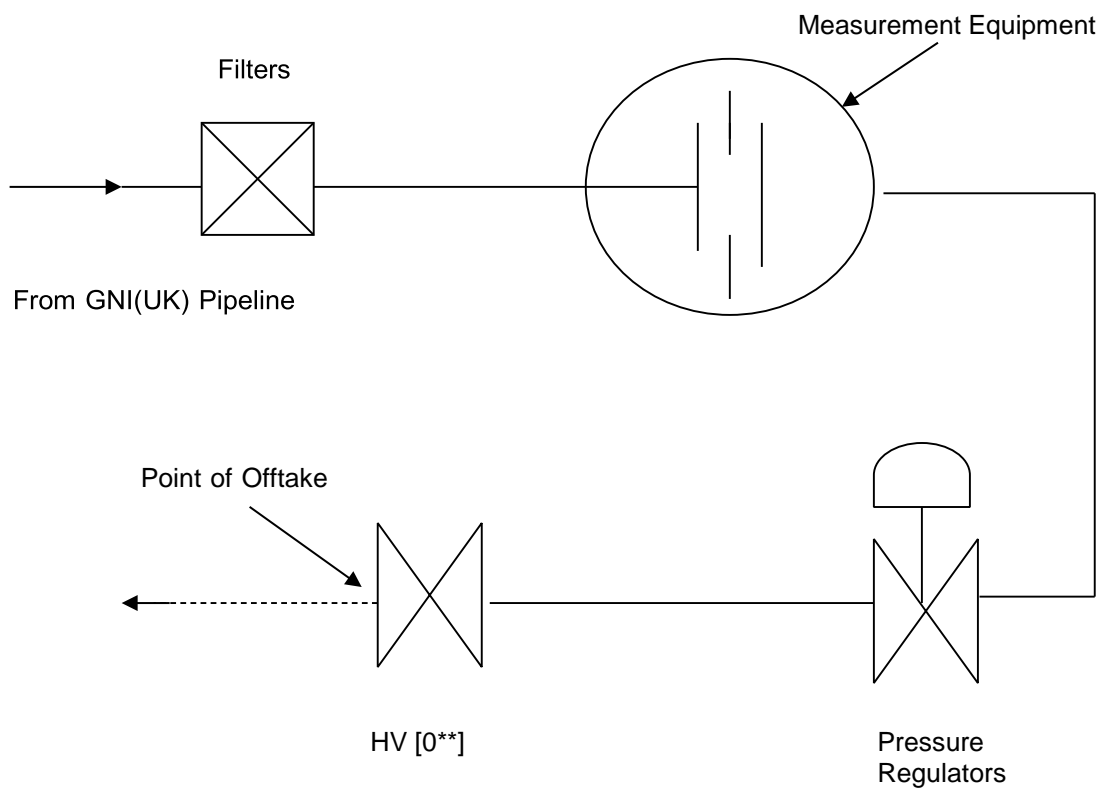 Measurement Equipment
Filters
From GNI(UK) Pipeline
Point of Offtake
HV [0**]
Pressure
Regulators